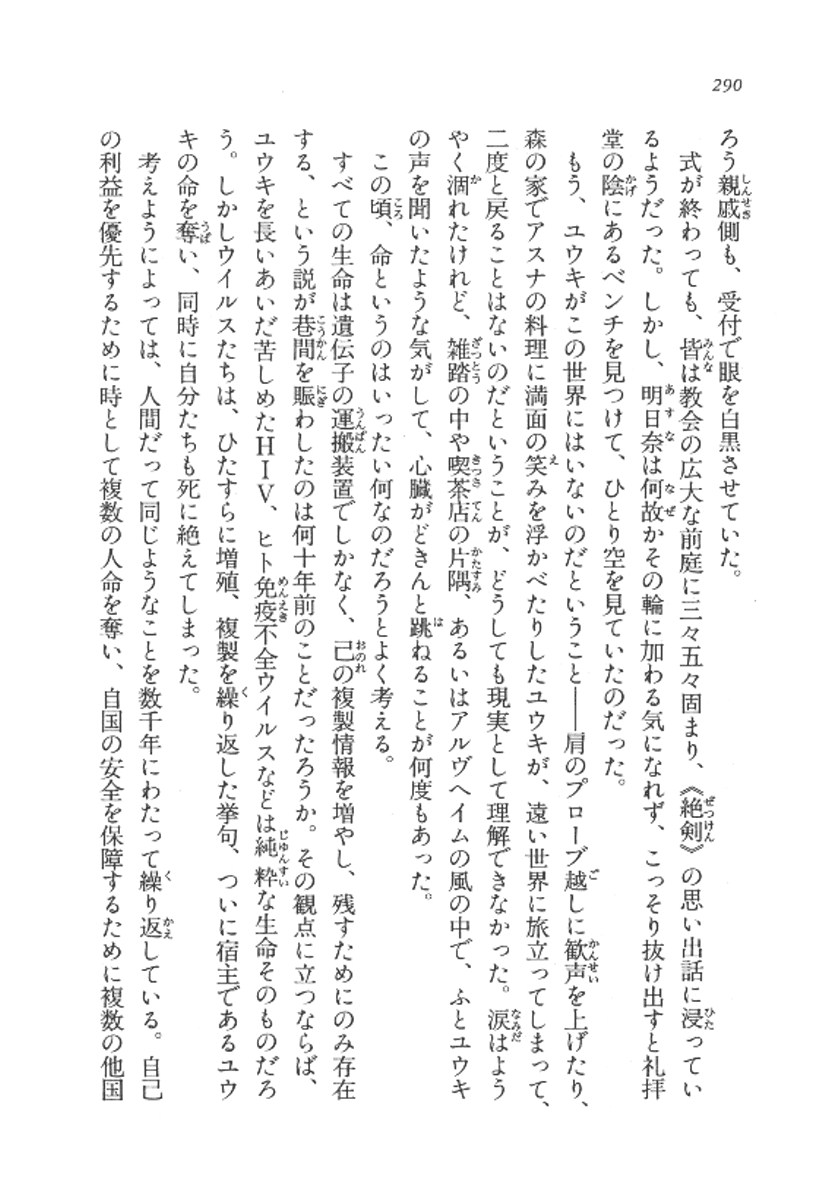 290
ろう親戚側も、受付で眼を白黒させていた。
式が終わっても、皆は教会の広大な前庭に三々五々固まり、《絶剣》の思い出話に浸ってい
るようだった。しかし、明日奈は何故かその輪に加わる気になれず、こっそり抜け出すと礼拝
堂の陰にあるベンチを見つけて、ひとり空を見ていたのだった。
もう、ユウキがこの世界にはいないのだということ――肩のプローブ越しに歓声を上げたり、
森の家でアスナの料理に満面の笑みを浮かべたりしたユウキが、遠い世界に旅立ってしまって、
二度と戻ることはないのだということが、どうしても現実として理解できなかった。涙はよう
やく涸れたけれど、雑踏の中や喫茶店の片隅、あるいはアルヴヘイムの風の中で、ふとユウキ
の声を聞いたような気がして、心臓がどきんと跳ねることが何度もあった。
この頃、命というのはいったい何なのだろうとよく考える。
すべての生命は遺伝子の運搬装置でしかなく、己の複製情報を増やし、残すためにのみ存在
する、という説が巷間を賑わしたのは何十年前のことだったろうか。その観点に立つならば、
ユウキを長いあいだ苦しめたHIV、ヒト免疫不全ウイルスなどは純粋な生命そのものだろ
う。しかしウイルスたちは、ひたすらに増殖、複製を繰り返した挙句、ついに宿主であるユウ
キの命を奪い、同時に自分たちも死に絶えてしまった。
考えようによっては、人間だって同じようなことを数千年にわたって繰り返している。自己
の利益を優先するために時として複数の人命を奪い、自国の安全を保障するために複数の他国